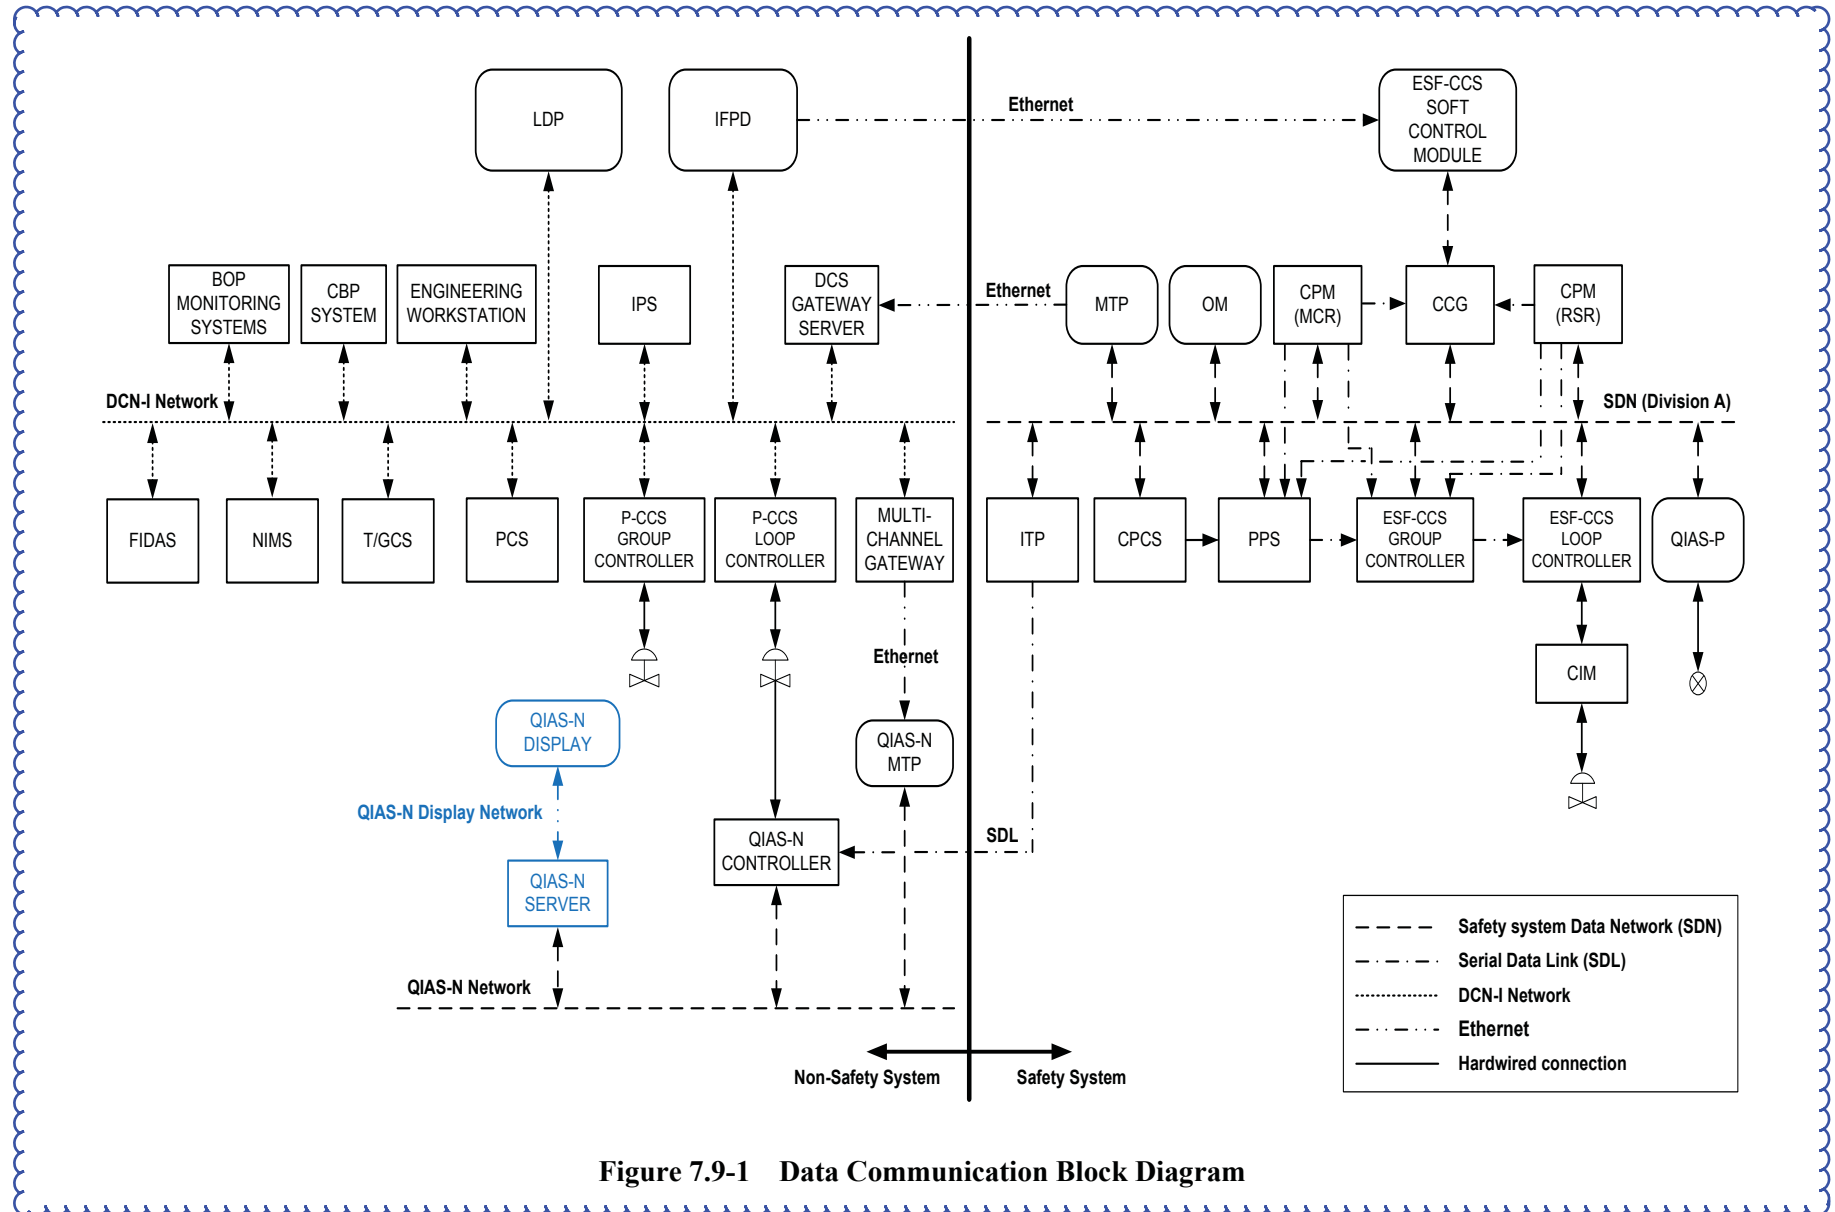 LDP
IFPD
Ethernet
ESF-CCS
SOFT
CONTROL
MODULE
BOP
MONITORING
SYSTEMS
CBP
SYSTEM
ENGINEERING
WORKSTATION
IPS
DCS
GATEWAY
SERVER
Ethernet
MTP
OM
CPM
(MCR)
CCG
CPM
(RSR)
DCN-I Network
SDN (Division A)
FIDAS
NIMS
T/GCS
PCS
P-CCS
GROUP
CONTROLLER
P-CCS
LOOP
CONTROLLER
MULTI-
CHANNEL
GATEWAY
ITP
CPCS
PPS
ESF-CCS
GROUP
CONTROLLER
ESF-CCS
LOOP
CONTROLLER
QIAS-P
Ethernet
CIM
QIAS-N
DISPLAY
QIAS-N
MTP
QIAS-N Display Network
QIAS-N
CONTROLLER
SDL
QIAS-N
SERVER
QIAS-N Network
Safety system Data Network (SDN)
Serial Data Link (SDL)
DCN-I Network
Ethernet
Hardwired connection
Non-Safety System
Safety System
Figure 7.9-1 Data Communication Block Diagram